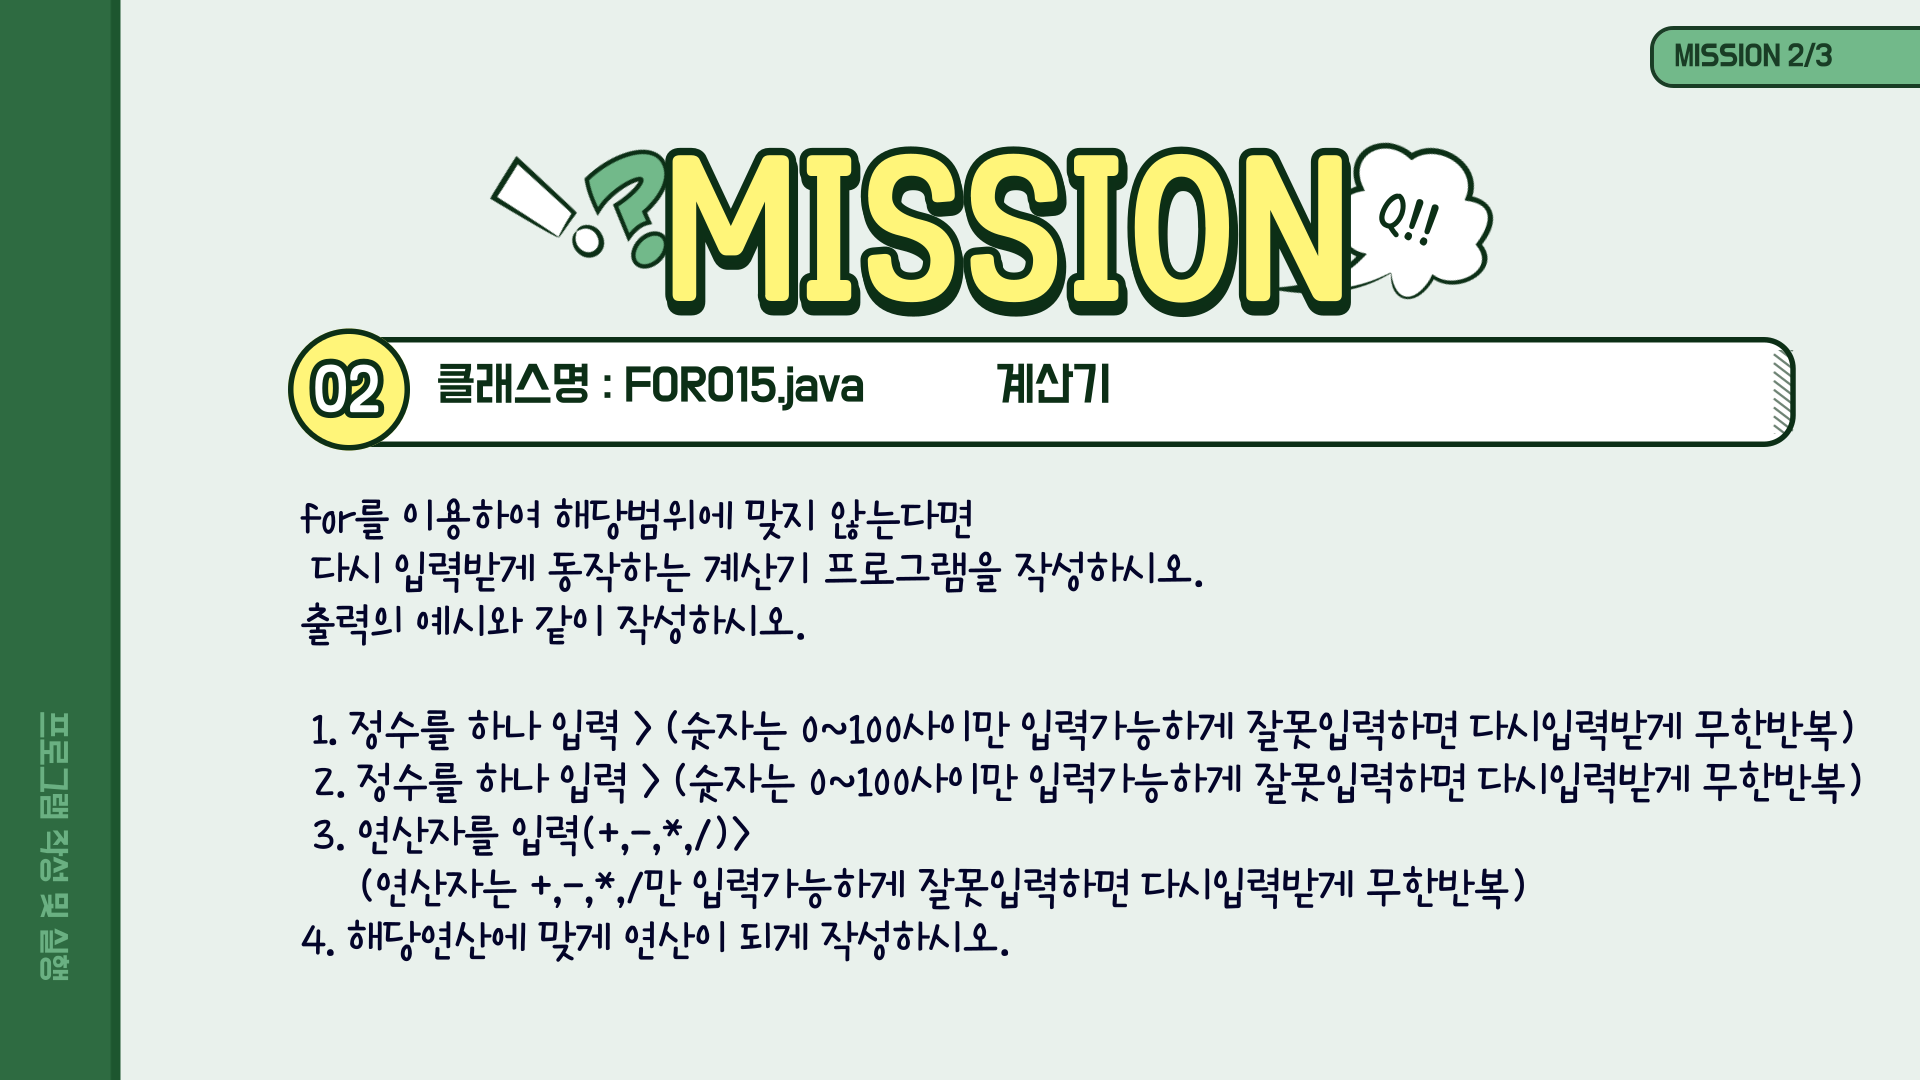 MISSION 2/3
MISSION
Q!!
02 클래스명 : FOR015.java 계산기
for를 이용하여 해당범위에 맞지 않는다면
다시 입력받게 동작하는 계산기 프로그램을 작성하시오.
출력의 예시와 같이 작성하시오.
1. 정수를 하나 입력 > (숫자는 0~100사이만 입력가능하게 잘못입력하면 다시입력받게 무한반복)
2. 정수를 하나 입력 > (숫자는 0~100사이만 입력가능하게 잘못입력하면 다시입력받게 무한반복)
3. 연산자를 입력(+,-,*,/)>
(연산자는 +,-,*,/만 입력가능하게 잘못입력하면 다시입력받게 무한반복)
4. 해당연산에 맞게 연산이 되게 작성하시오.
프로그램 작성 및 실행